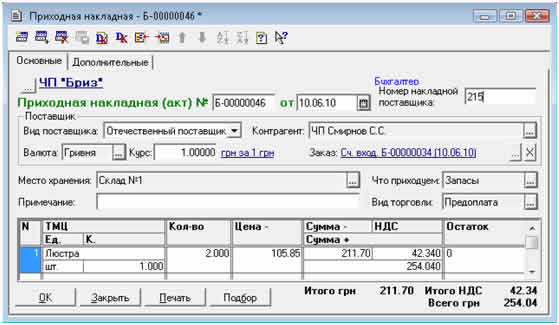 Приходная накладная - Б-00000046 *
Основные Дополнительные
... ЧП "Бриз" Бухгалтер
Приходная накладная (акт) № Б-00000046 от 10.06.10 Номер накладной поставщика: 215
Поставщик
Вид поставщика: Отечественный поставщик Контрагент: ЧП Смирнов С.С. ...
Валюта: Гривня ... Курс: 1.00000 грн за 1 грн Заказ: Сч. вход. Б-00000034 (10.06.10) ... X
Место хранения: Склад №1 ... Что приходуем: Запасы ...
Примечание: Вид торговли: Предоплата ...
N ТМЦ Кол-во Цена - Сумма - НДС Остаток
Ед. К. Сумма +
1 Люстра 2.000 105.85 211.70 42.340 0
шт. 1.000 254.040
OK Закрыть Печать Подбор Итого грн 211.70 Итого НДС 42.34
Всего грн 254.04